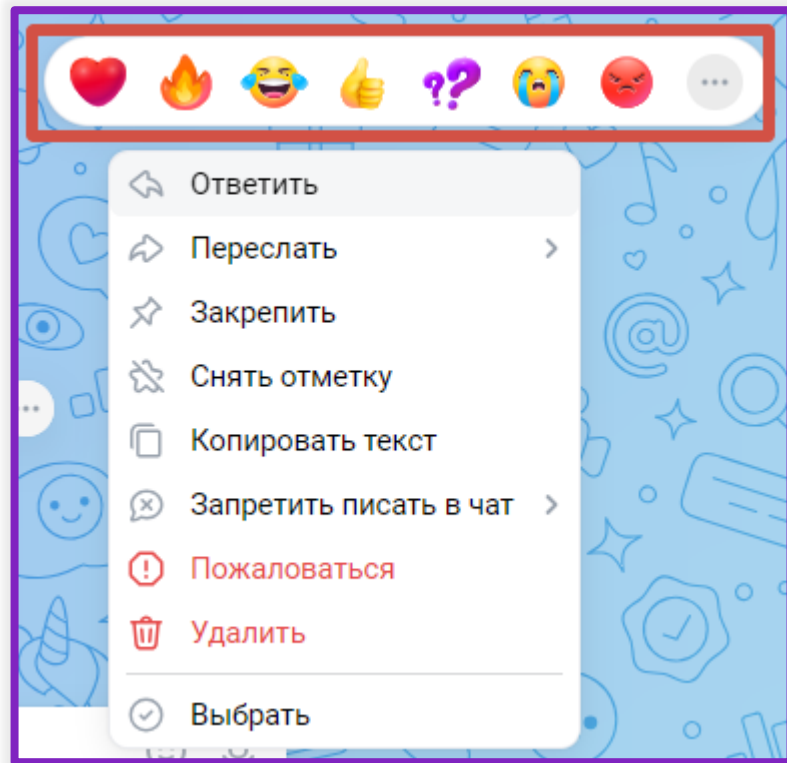 Ответить
Переслать
Закрепить
Снять отметку
Копировать текст
Запретить писать в чат
Пожаловаться
Удалить
Выбрать